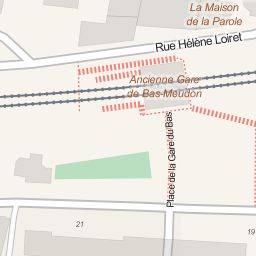 La Maison
de la Parole
Rue Hélène Loiret
Ancienne Gare
de Bas-Meudon
Place de la Gare du Bas
21
19